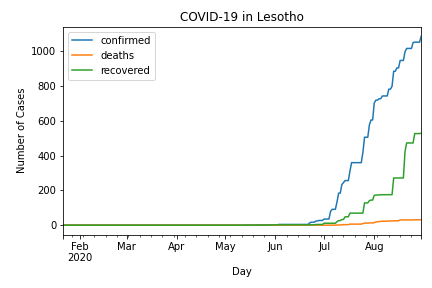 COVID-19 in Lesotho
confirmed
deaths
recovered
1000
800
600
400
200
0
Number of Cases
Feb Mar Apr May Jun Jul Aug
2020
Day